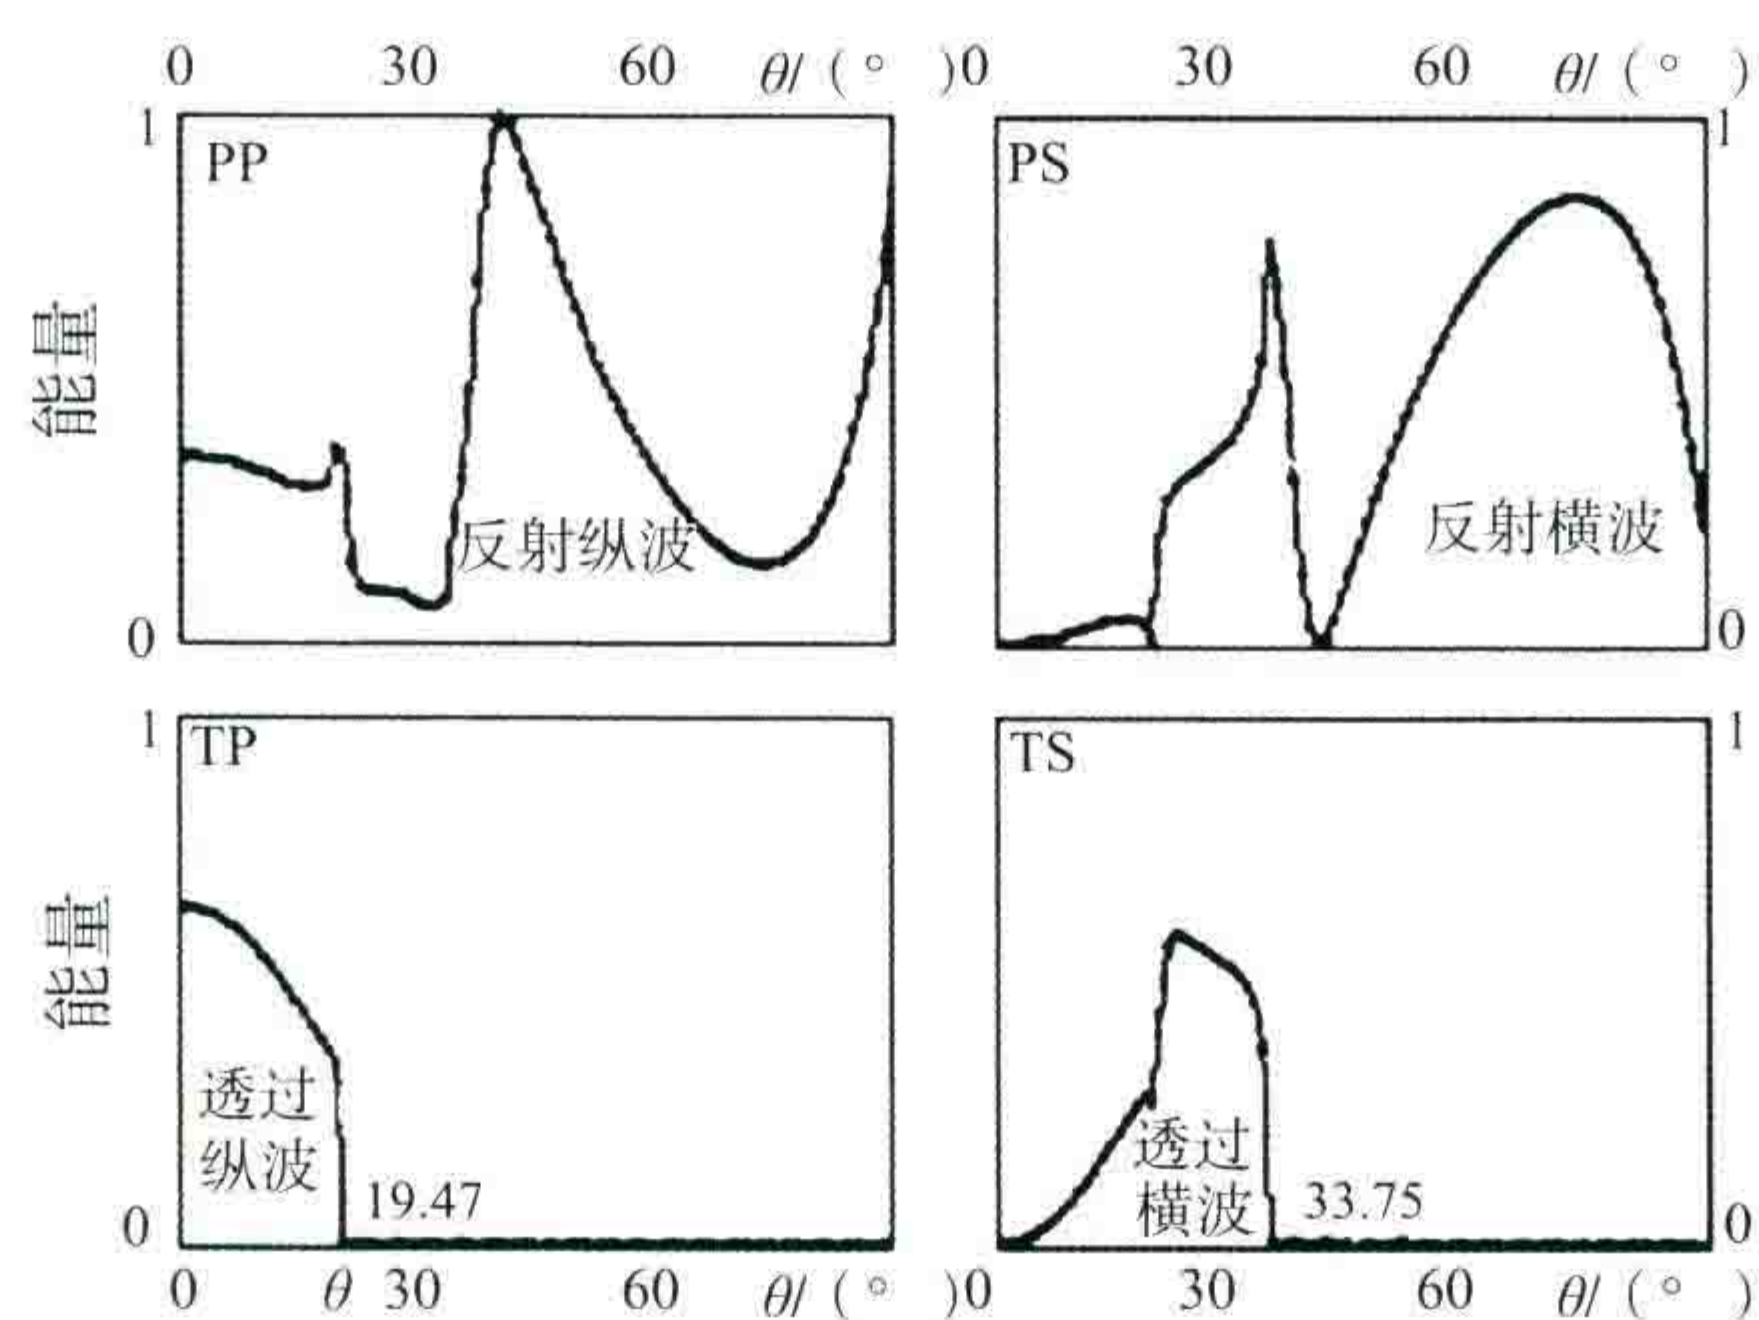 0 30 60 θ/(° )0 30 60 θ/(° )
1 PP PS 1
能量
反射纵波 反射横波
0 0
1 TP TS 1
能量
透过 透过
纵波 19.47 横波 33.75
0 0
0 θ 30 60 θ/(° )0 30 60 θ/(° )